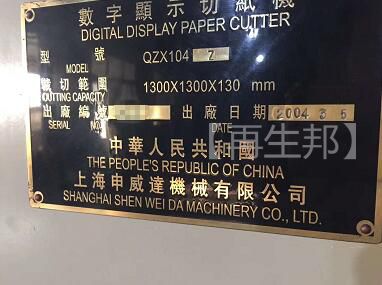 數字顯示切紙機
DIGITAL DISPLAY PAPER CUTTER
型 號 QZX104 7
MODEL
裁切範圍 1300X1300X130 mm
CUTTING CAPACITY
出廠編號 出廠日期 2004 3 5
SERIAL NO. DATE
【再生邦】
中華人民共和國
THE PEOPLE'S REPUBLIC OF CHINA
上海申威達機械有限公司
SHANGHAI SHEN WEI DA MACHINERY CO., LTD.